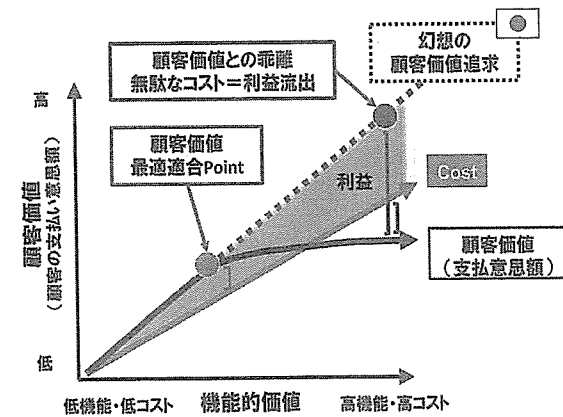 幻想の
顧客価値追求
顧客価値との乖離
無駄なコスト＝利益流出
高
顧客価値
最適適合Point
利益
Cost
顧客価値
（顧客の支払い意思額）
顧客価値
（支払意思額）
低
低機能・低コスト
機能的価値
高機能・高コスト